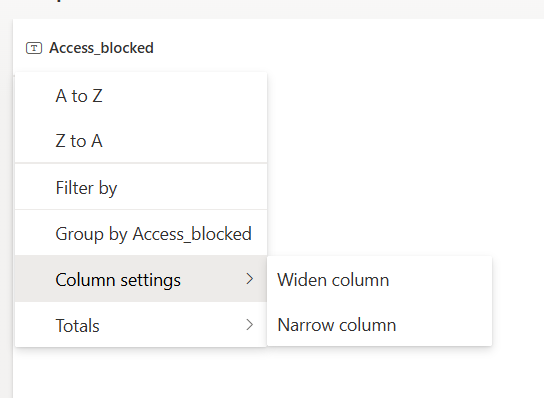 Access_blocked
A to Z
Z to A
Filter by
Group by Access_blocked
Column settings
Widen column
Narrow column
Totals